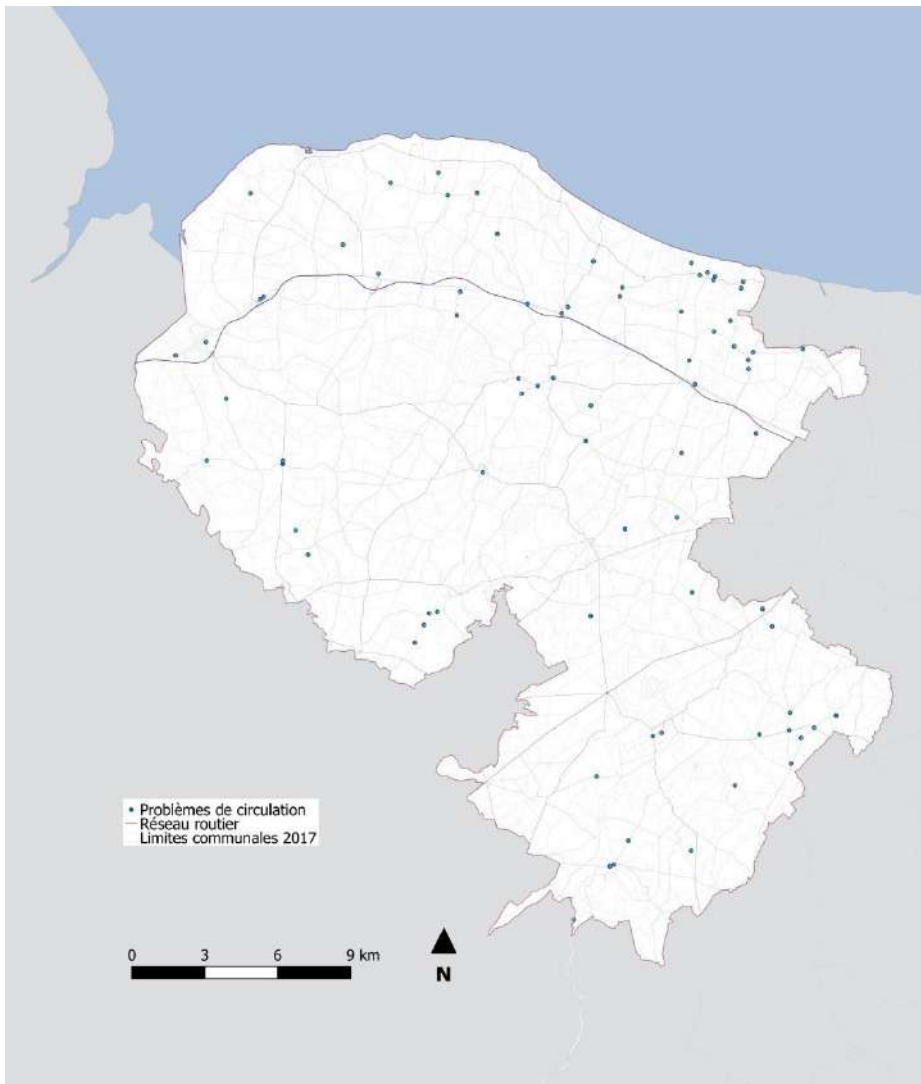 Problèmes de circulation
Réseau routier
Limites communales 2017
0 3 6 9 km
N